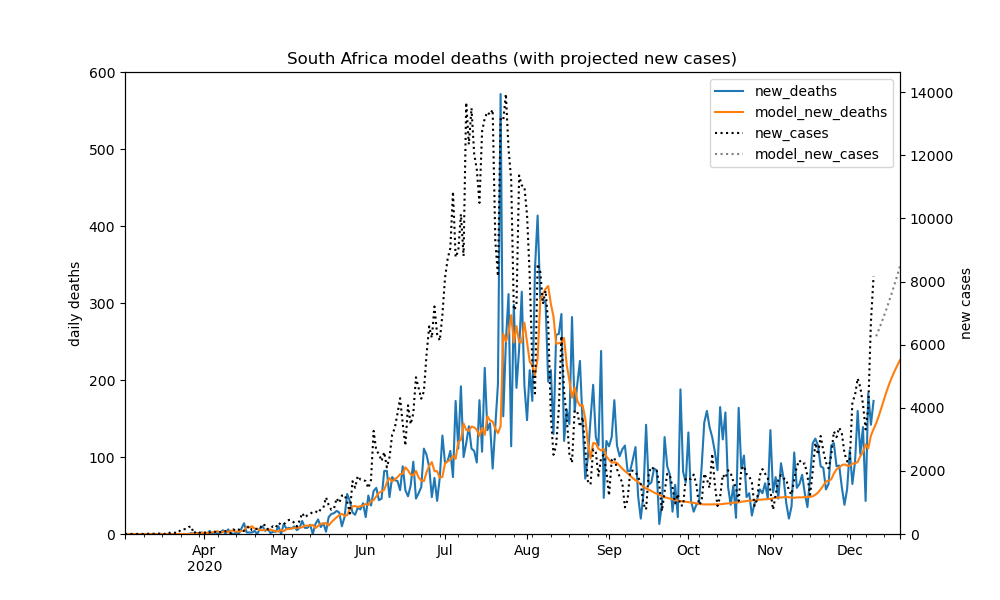 South Africa model deaths (with projected new cases)
600
500
400
300
200
100
0
daily deaths
new_deaths
model_new_deaths
new_cases
model_new_cases
14000
12000
10000
8000
6000
4000
2000
0
new cases
Apr May Jun Jul Aug Sep Oct Nov Dec
2020